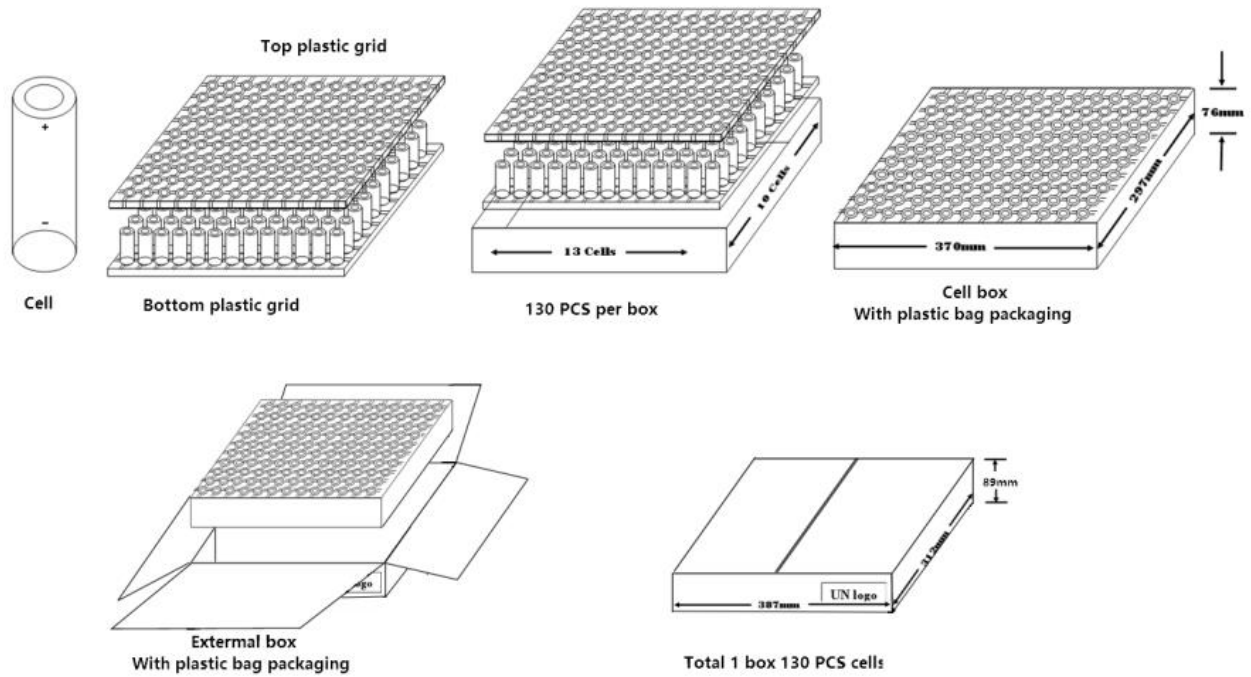 Top plastic grid
+
−
Cell
Bottom plastic grid
13 Cells
10 Cells
130 PCS per box
76mm
297mm
370mm
Cell box
With plastic bag packaging
ogo
Extermal box
With plastic bag packaging
89mm
312mm
UN logo
387mm
Total 1 box 130 PCS cells